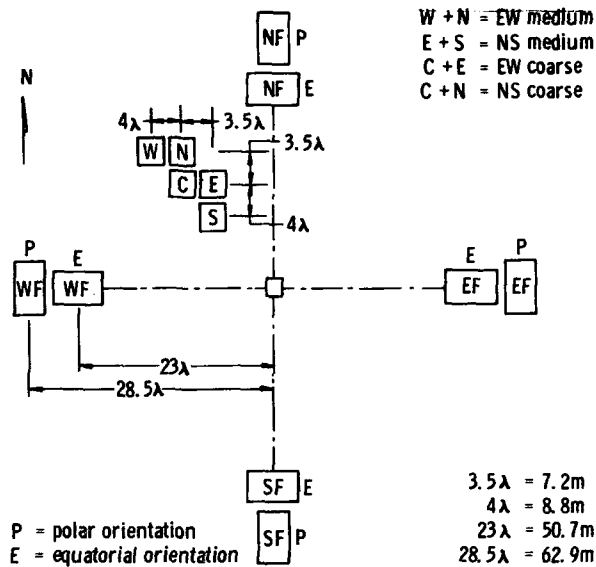 W + N = EW medium
E + S = NS medium
C + E = EW coarse
C + N = NS coarse
NF P
NF E
N
4λ 3.5λ
3.5λ
W N
C E
S
4λ
P
E
E
P
WF WF
EF EF
23λ
28.5λ
SF E
SF P
3.5λ = 7.2m
4λ = 8.8m
23λ = 50.7m
28.5λ = 62.9m
P = polar orientation
E = equatorial orientation